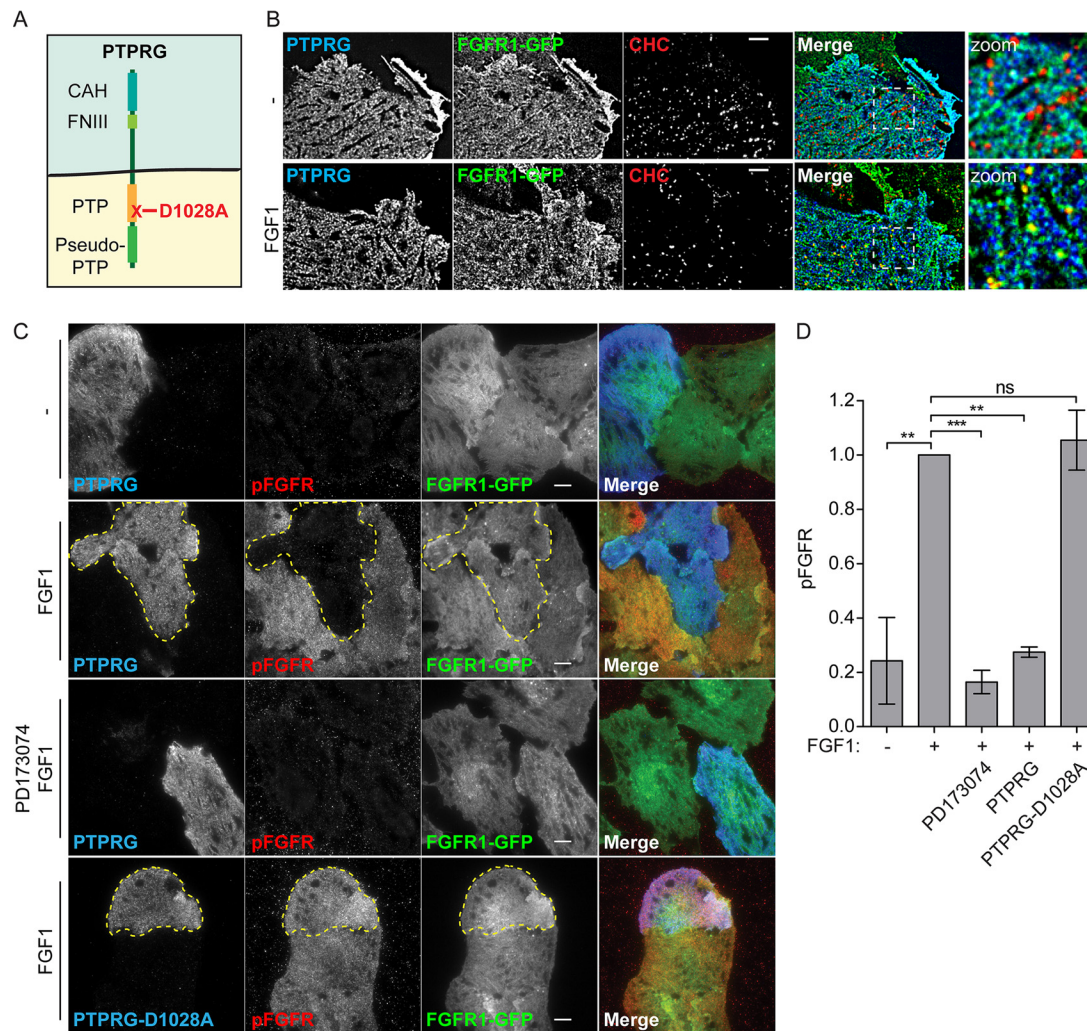 A
PTPRG
CAH
FNIII
PTP
X
D1028A
Pseudo-
PTP
B
PTPRG
FGFR1-GFP
CHC
Merge
zoom
-
PTPRG
FGFR1-GFP
CHC
Merge
zoom
FGF1
C
-
PTPRG
pFGFR
FGFR1-GFP
Merge
FGF1
PTPRG
pFGFR
FGFR1-GFP
Merge
PD173074
FGF1
PTPRG
pFGFR
FGFR1-GFP
Merge
FGF1
PTPRG-D1028A
pFGFR
FGFR1-GFP
Merge
D
ns
**
***
**
1.2
1.0
0.8
0.6
0.4
0.2
0.0
pFGFR
FGF1: - + + + +
PD173074
PTPRG
PTPRG-D1028A